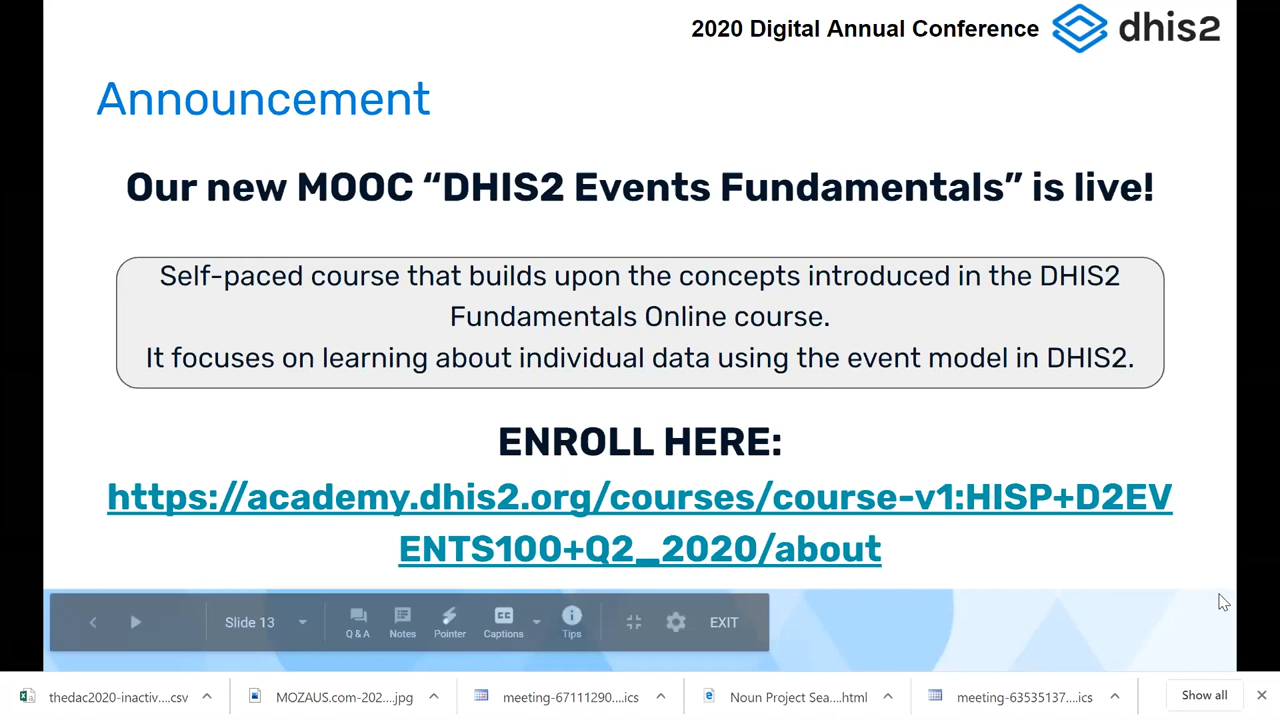 2020 Digital Annual Conference dhis2
Announcement
Our new MOOC “DHIS2 Events Fundamentals” is live!
Self-paced course that builds upon the concepts introduced in the DHIS2
Fundamentals Online course.
It focuses on learning about individual data using the event model in DHIS2.
ENROLL HERE:
https://academy.dhis2.org/courses/course-v1:HISP+D2EV
ENTS100+Q2_2020/about
Slide 13 Q & A Notes Pointer CC Captions Tips EXIT
thedac2020-inactiv....csv MOZAUS.com-202....jpg meeting-67111290....ics Noun Project Sea....html meeting-63535137....ics Show all